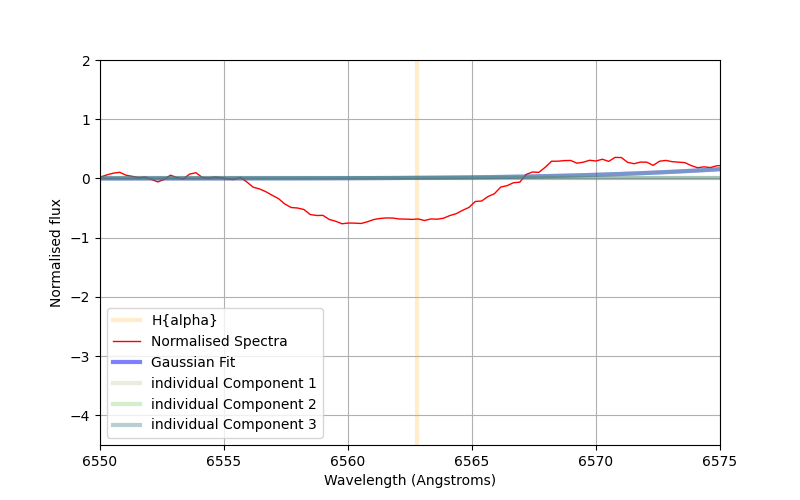 2
1
0
−1
−2
−3
−4
Normalised flux
H{alpha}
Normalised Spectra
Gaussian Fit
individual Component 1
individual Component 2
individual Component 3
6550 6555 6560 6565 6570 6575
Wavelength (Angstroms)